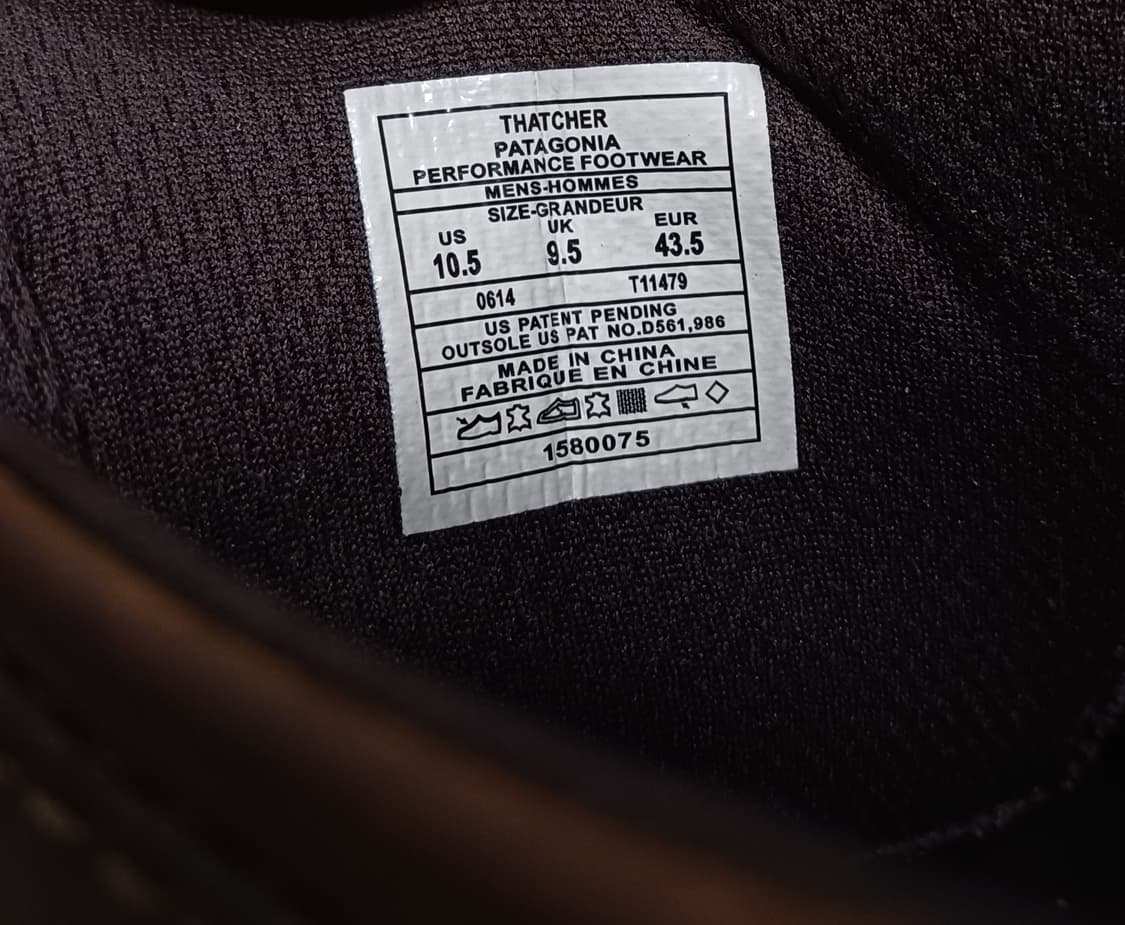 THATCHER
PATAGONIA
PERFORMANCE FOOTWEAR
MENS-HOMMES
SIZE-GRANDEUR
US UK EUR
10.5 9.5 43.5
0614 T11479
US PATENT PENDING
OUTSOLE US PAT NO.D561,986
MADE IN CHINA
FABRIQUE EN CHINE
1580075